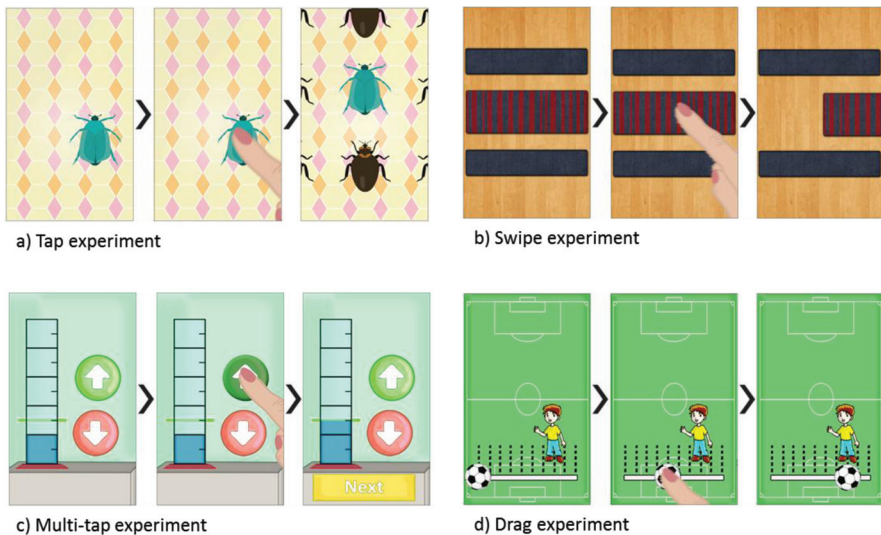 a) Tap experiment
b) Swipe experiment
Next
c) Multi-tap experiment
d) Drag experiment